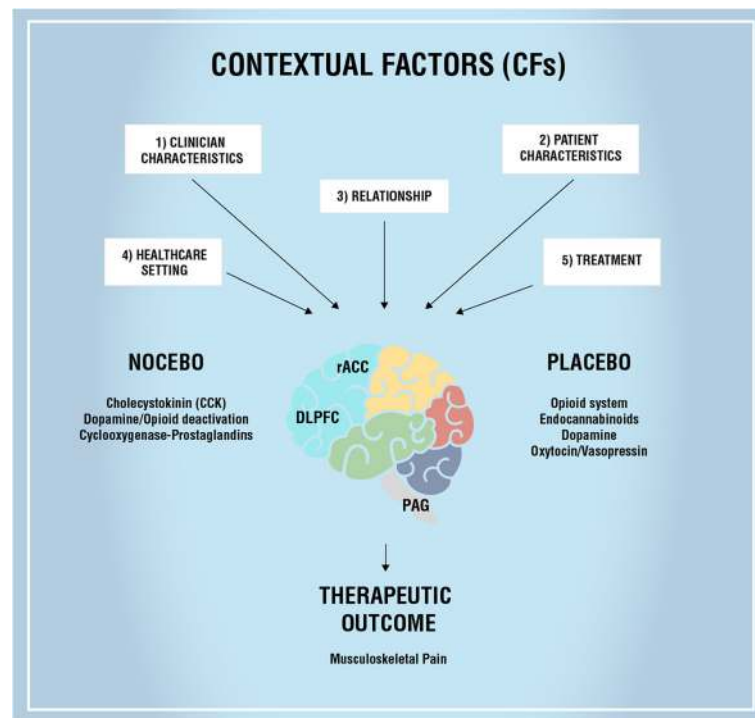 CONTEXTUAL FACTORS (CFs)
1) CLINICIAN
CHARACTERISTICS
2) PATIENT
CHARACTERISTICS
3) RELATIONSHIP
4) HEALTHCARE
SETTING
5) TREATMENT
NOCEBO
Cholecystokinin (CCK)
Dopamine/Opioid deactivation
Cyclooxygenase-Prostaglandins
rACC
DLPFC
PAG
PLACEBO
Opioid system
Endocannabinoids
Dopamine
Oxytocin/Vasopressin
THERAPEUTIC
OUTCOME
Musculoskeletal Pain